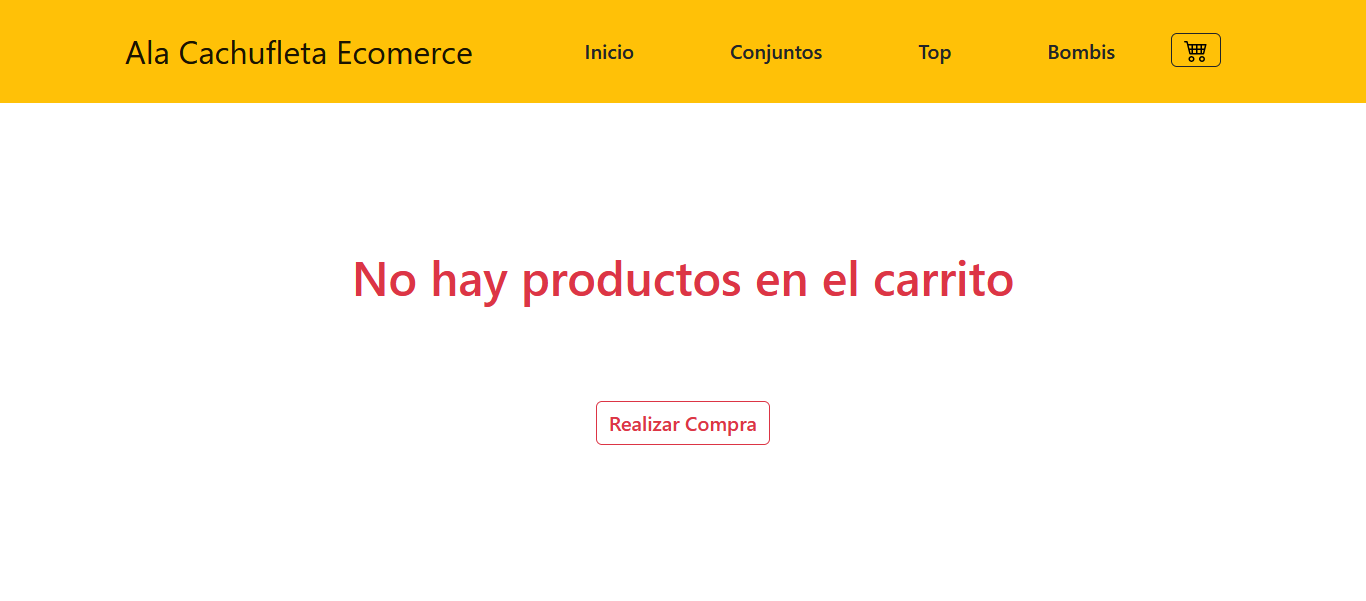 Ala Cachufleta Ecomerce Inicio Conjuntos Top Bombis
No hay productos en el carrito
Realizar Compra